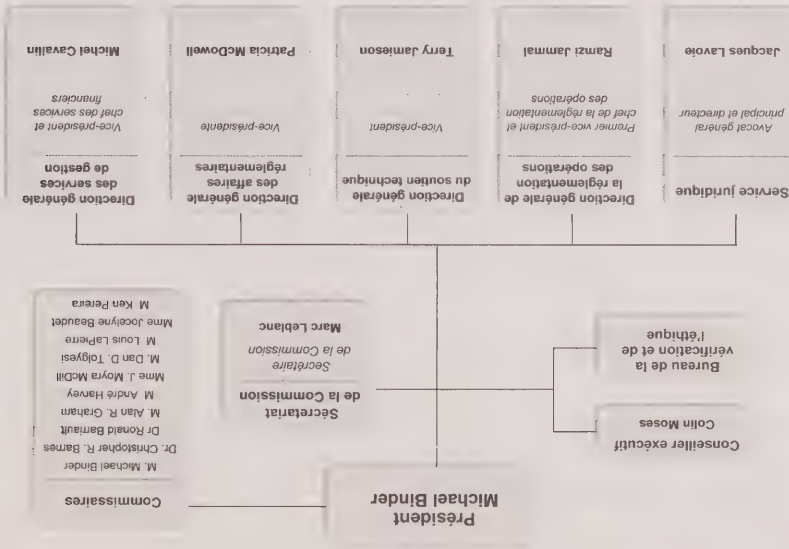 Président
Michael Binder
Commissaires
M. Michael Binder
Dr. Christopher R. Barnes
Dr Ronald Barriault
M. Alan R. Graham
M André Harvey
Mme J. Moyra McDill
M. Dan D. Tolgyesi
M Louis LaPierre
Mme Jocelyne Beaudet
M. Ken Pereira
Conseiller exécutif
Colin Moses
Bureau de la
vérification et de
l'éthique
Sécretariat
de la Commission
Secrétaire
de la Commission
Marc Leblanc
Service juridique
Avocat général
principal et directeur
Jacques Lavoie
Direction générale de
la réglementation
des opérations
Premier vice-président et
chef de la réglementation
des opérations
Ramzi Jammal
Direction générale
du soutien technique
Vice-président
Terry Jamieson
Direction générale
des affaires
réglementaires
Vice-présidente
Patricia McDowell
Direction générale
des services
de gestion
Vice-président et
chef des services
financiers
Michel Cavallin